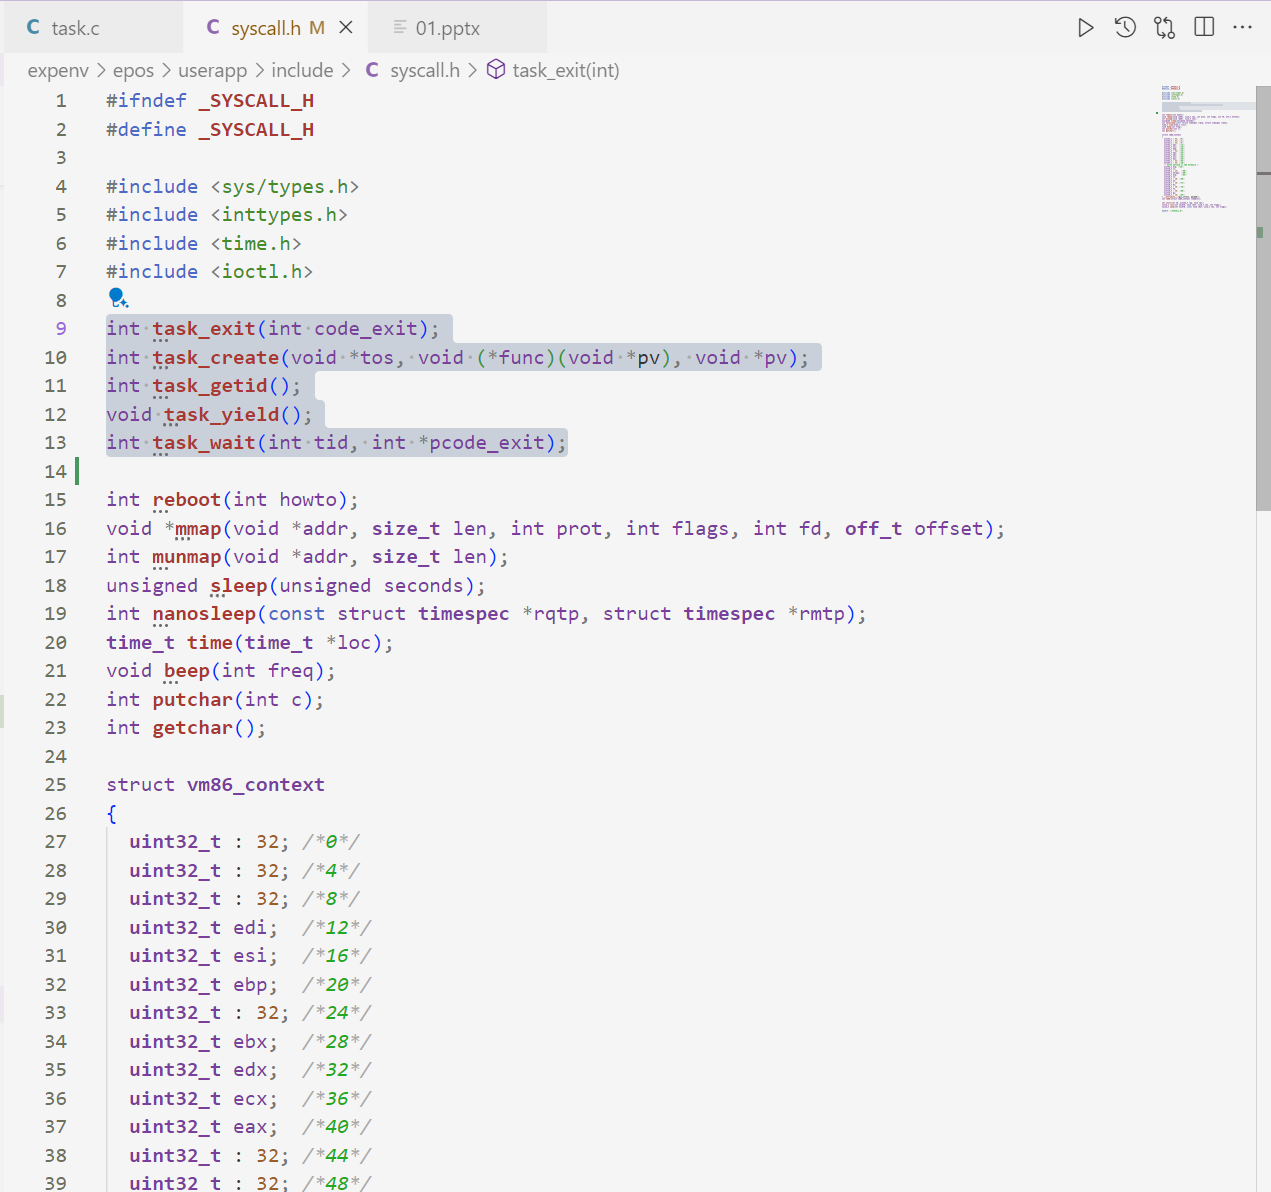 C task.c
C syscall.h M
01.pptx
expenv > epos > userapp > include > C syscall.h > task_exit(int)
1 #ifndef _SYSCALL_H
2 #define _SYSCALL_H
3
4 #include <sys/types.h>
5 #include <inttypes.h>
6 #include <time.h>
7 #include <ioctl.h>
8
9 int task_exit(int code_exit);
10 int task_create(void *tos, void (*func)(void *pv), void *pv);
11 int task_getid();
12 void task_yield();
13 int task_wait(int tid, int *pcode_exit);
14
15 int reboot(int howto);
16 void *mmap(void *addr, size_t len, int prot, int flags, int fd, off_t offset);
17 int munmap(void *addr, size_t len);
18 unsigned sleep(unsigned seconds);
19 int nanosleep(const struct timespec *rqtp, struct timespec *rmtp);
20 time_t time(time_t *loc);
21 void beep(int freq);
22 int putchar(int c);
23 int getchar();
24
25 struct vm86_context
26 {
27 uint32_t : 32; /*0*/
28 uint32_t : 32; /*4*/
29 uint32_t : 32; /*8*/
30 uint32_t edi; /*12*/
31 uint32_t esi; /*16*/
32 uint32_t ebp; /*20*/
33 uint32_t : 32; /*24*/
34 uint32_t ebx; /*28*/
35 uint32_t edx; /*32*/
36 uint32_t ecx; /*36*/
37 uint32_t eax; /*40*/
38 uint32_t : 32; /*44*/
39 uint32_t : 32; /*48*/